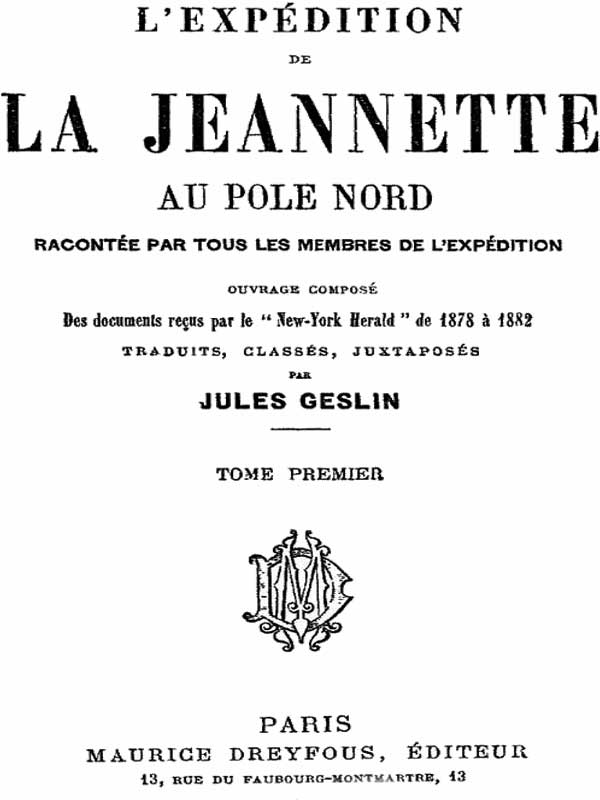 L'EXPÉDITION
DE
LA JEANNETTE
AU POLE NORD
RACONTÉE PAR TOUS LES MEMBRES DE L'EXPÉDITION
OUVRAGE COMPOSÉ
Des documents reçus par le “ New-York Herald ” de 1878 à 1882
TRADUITS, CLASSÉS, JUXTAPOSÉS
PAR
JULES GESLIN
TOME PREMIER
PARIS
MAURICE DREYFOUS, ÉDITEUR
13, RUE DU FAUBOURG-MONTMARTRE, 13